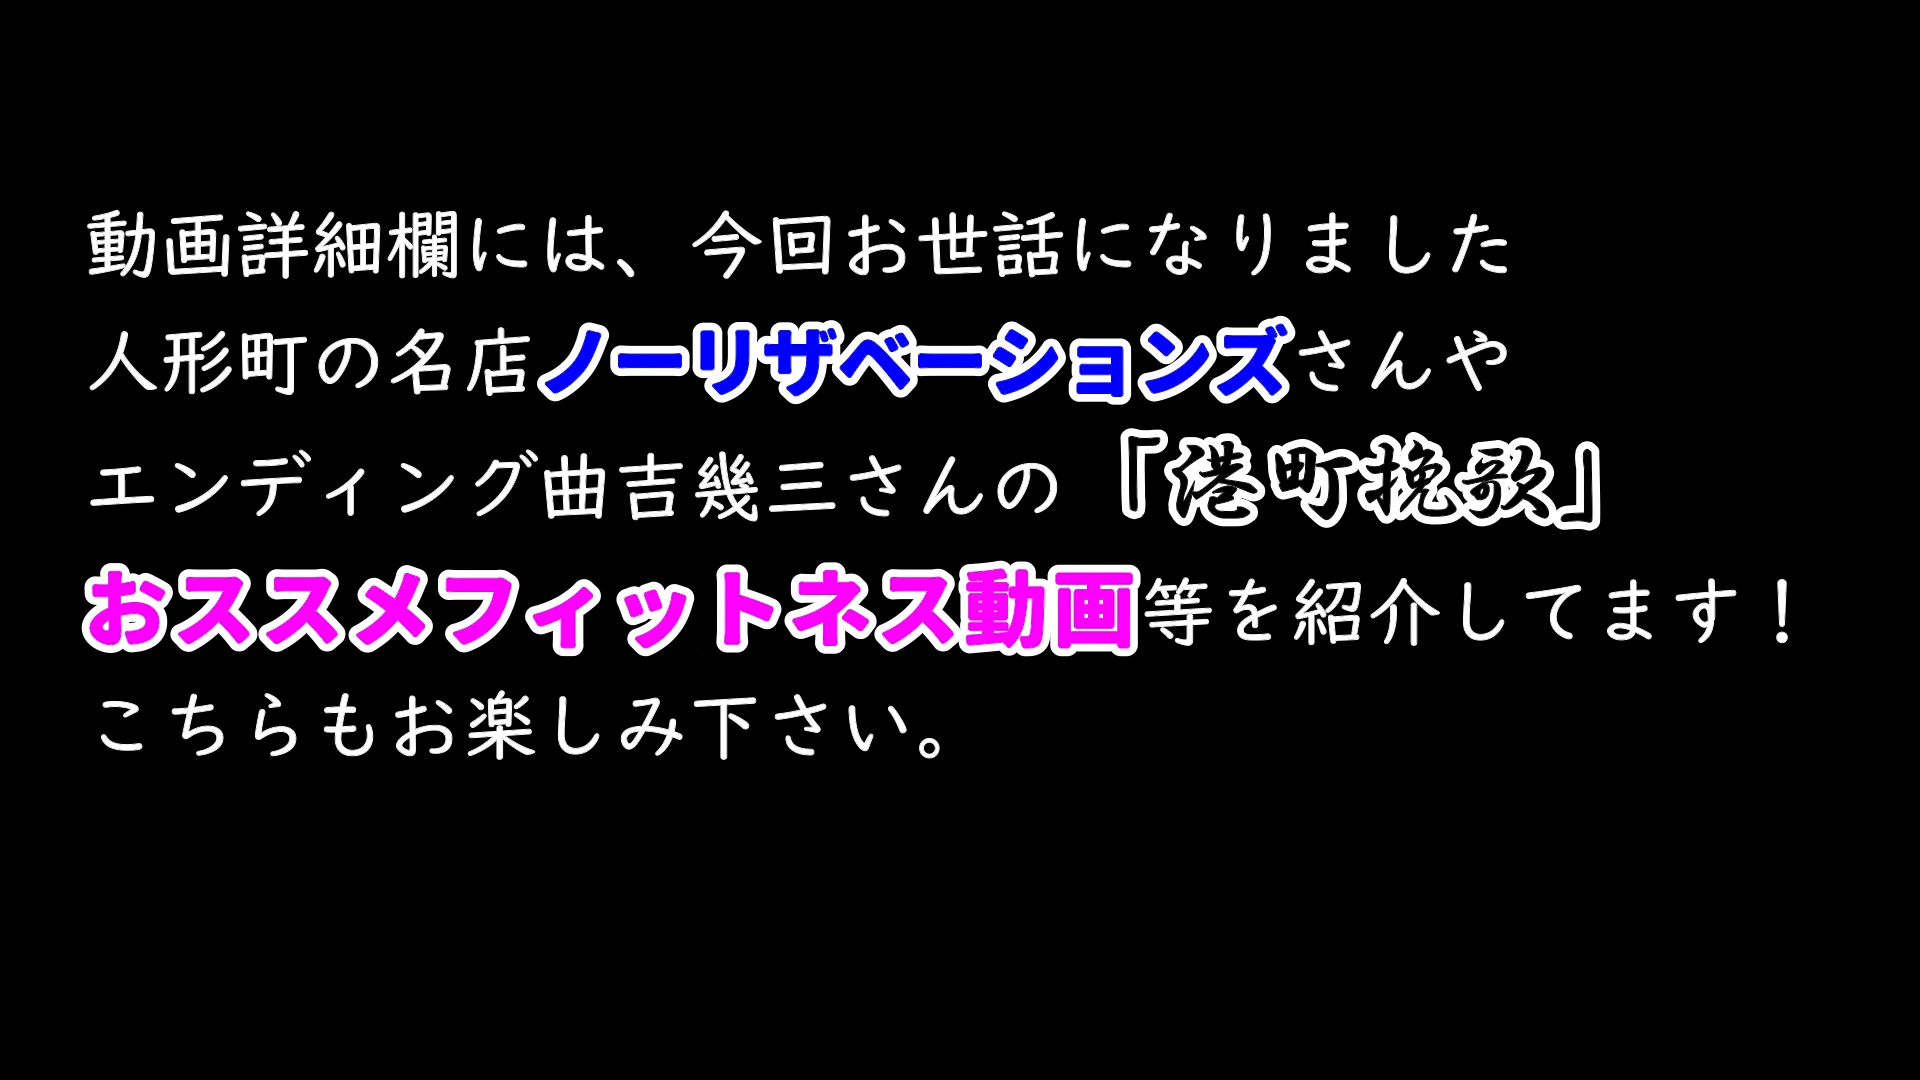 動画詳細欄には、今回お世話になりました
人形町の名店ノーリザベーションズさんや
エンディング曲吉幾三さんの「港町挽歌」
おススメフィットネス動画等を紹介してます！
こちらもお楽しみ下さい。